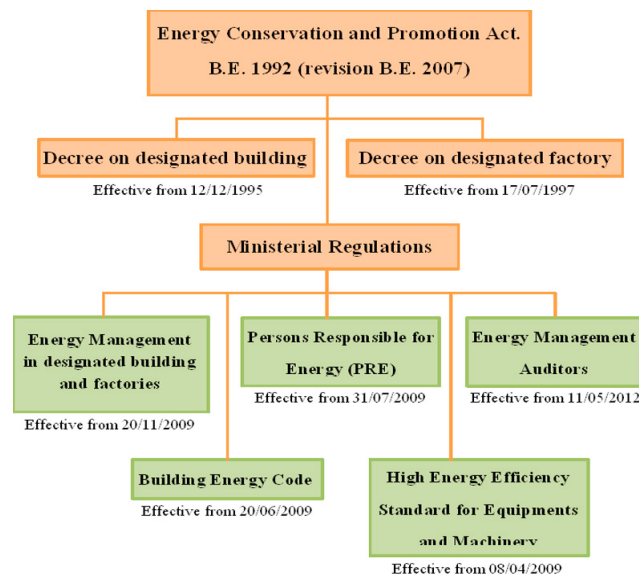 Energy Conservation and Promotion Act.
B.E. 1992 (revision B.E. 2007)
Decree on designated building
Effective from 12/12/1995
Decree on designated factory
Effective from 17/07/1997
Ministerial Regulations
Energy Management
in designated building
and factories
Effective from 20/11/2009
Persons Responsible for
Energy (PRE)
Effective from 31/07/2009
Energy Management
Auditors
Effective from 11/05/2012
Building Energy Code
Effective from 20/06/2009
High Energy Efficiency
Standard for Equipments
and Machinery
Effective from 08/04/2009